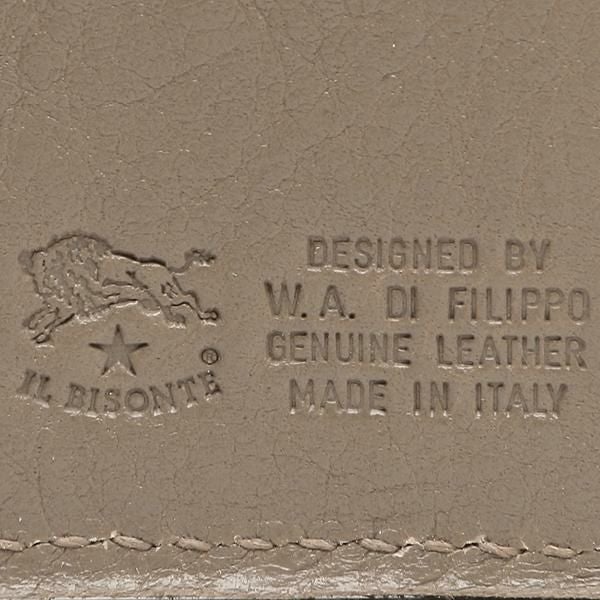 IL BISONTE ®
DESIGNED BY
W. A. DI FILIPPO
GENUINE LEATHER
MADE IN ITALY